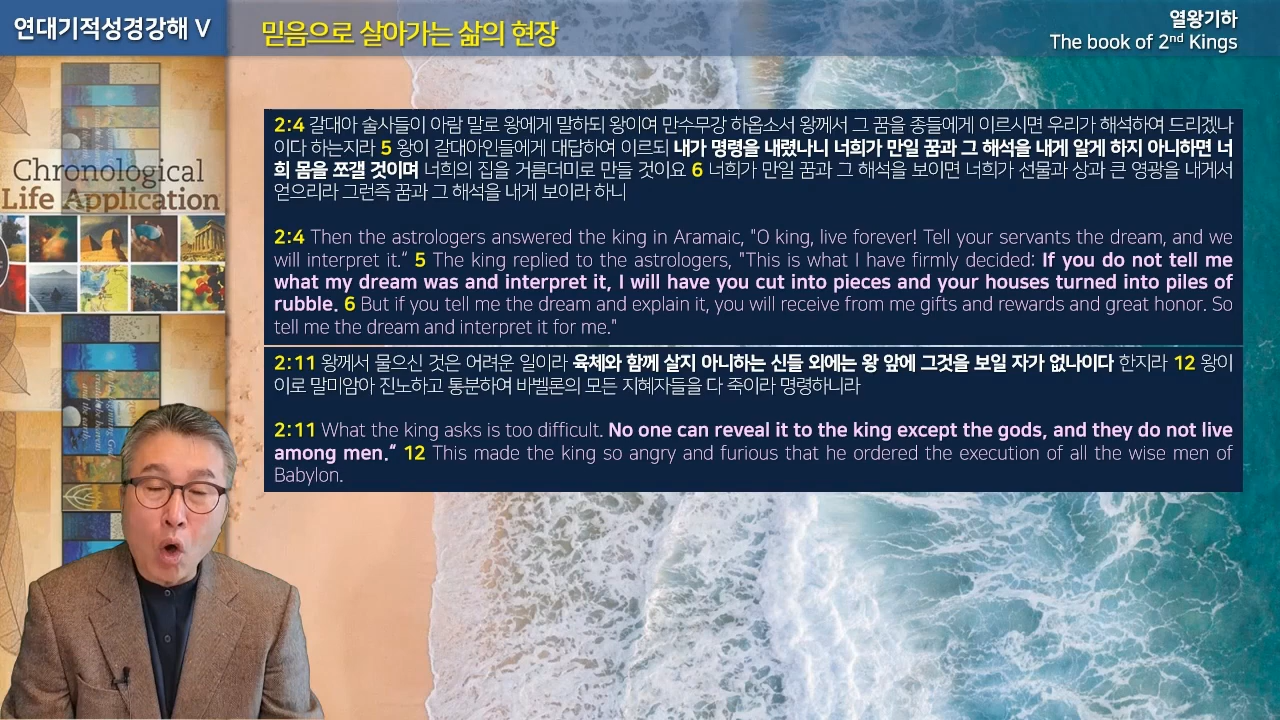 연대기적성경강해 V
믿음으로 살아가는 삶의 현장
열왕기하
The book of 2nd Kings
Chronological
Life Application
2:4 갈대아 술사들이 아람 말로 왕에게 말하되 왕이여 만수무강 하옵소서 왕께서 그 꿈을 종들에게 이르시면 우리가 해석하여 드리겠나
이다 하는지라 5 왕이 갈대아인들에게 대답하여 이르되 내가 명령을 내렸나니 너희가 만일 꿈과 그 해석을 내게 알게 하지 아니하면 너
희 몸을 쪼갤 것이며 너희의 집을 거름더미로 만들 것이요 6 너희가 만일 꿈과 그 해석을 보이면 너희가 선물과 상과 큰 영광을 내게서
얻으리라 그런즉 꿈과 그 해석을 내게 보이라 하니
2:4 Then the astrologers answered the king in Aramaic, "O king, live forever! Tell your servants the dream, and we
will interpret it.” 5 The king replied to the astrologers, "This is what I have firmly decided: If you do not tell me
what my dream was and interpret it, I will have you cut into pieces and your houses turned into piles of
rubble. 6 But if you tell me the dream and explain it, you will receive from me gifts and rewards and great honor. So
tell me the dream and interpret it for me."
2:11 왕께서 물으신 것은 어려운 일이라 육체와 함께 살지 아니하는 신들 외에는 왕 앞에 그것을 보일 자가 없나이다 한지라 12 왕이
이로 말미암아 진노하고 통분하여 바벨론의 모든 지혜자들을 다 죽이라 명령하니라
2:11 What the king asks is too difficult. No one can reveal it to the king except the gods, and they do not live
among men.“ 12 This made the king so angry and furious that he ordered the execution of all the wise men of
Babylon.